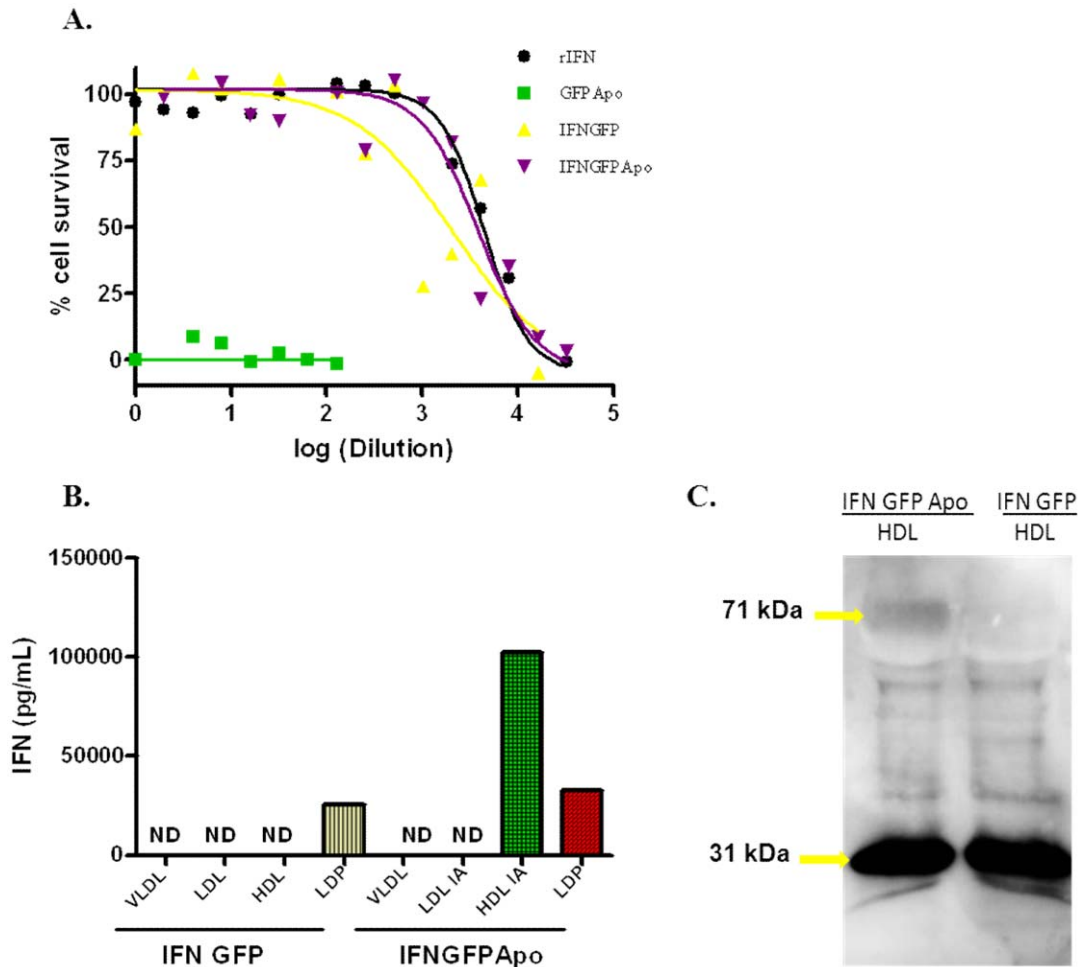 A.
rIFN
GFP Apo
IFNGFP
IFNGFP Apo
100
75
50
25
0
% cell survival
0 1 2 3 4 5
log (Dilution)
B.
150000
100000
50000
0
IFN (pg/mL)
ND ND ND ND ND
VLDL LDL HDL LDP VLDL LDL IA HDL IA LDP
IFN GFP IFNGFPApo
C.
IFN GFP Apo IFN GFP
HDL HDL
71 kDa
31 kDa